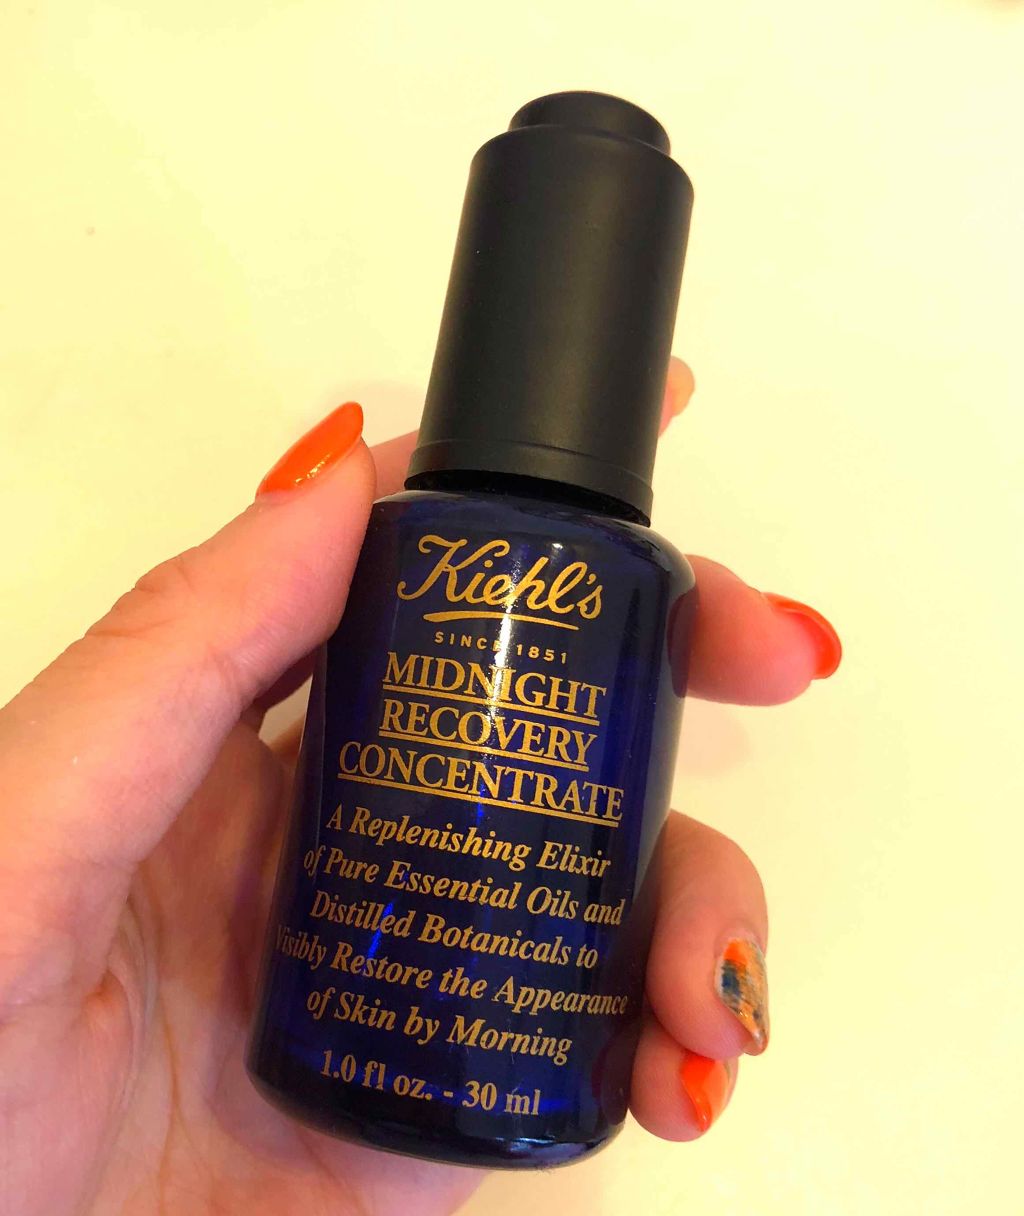 Kiehl's
SINCE 1851
MIDNIGHT
RECOVERY
CONCENTRATE
A Replenishing Elixir
of Pure Essential Oils and
Distilled Botanicals to
Visibly Restore the Appearance
of Skin by Morning
1.0 fl oz. - 30 ml